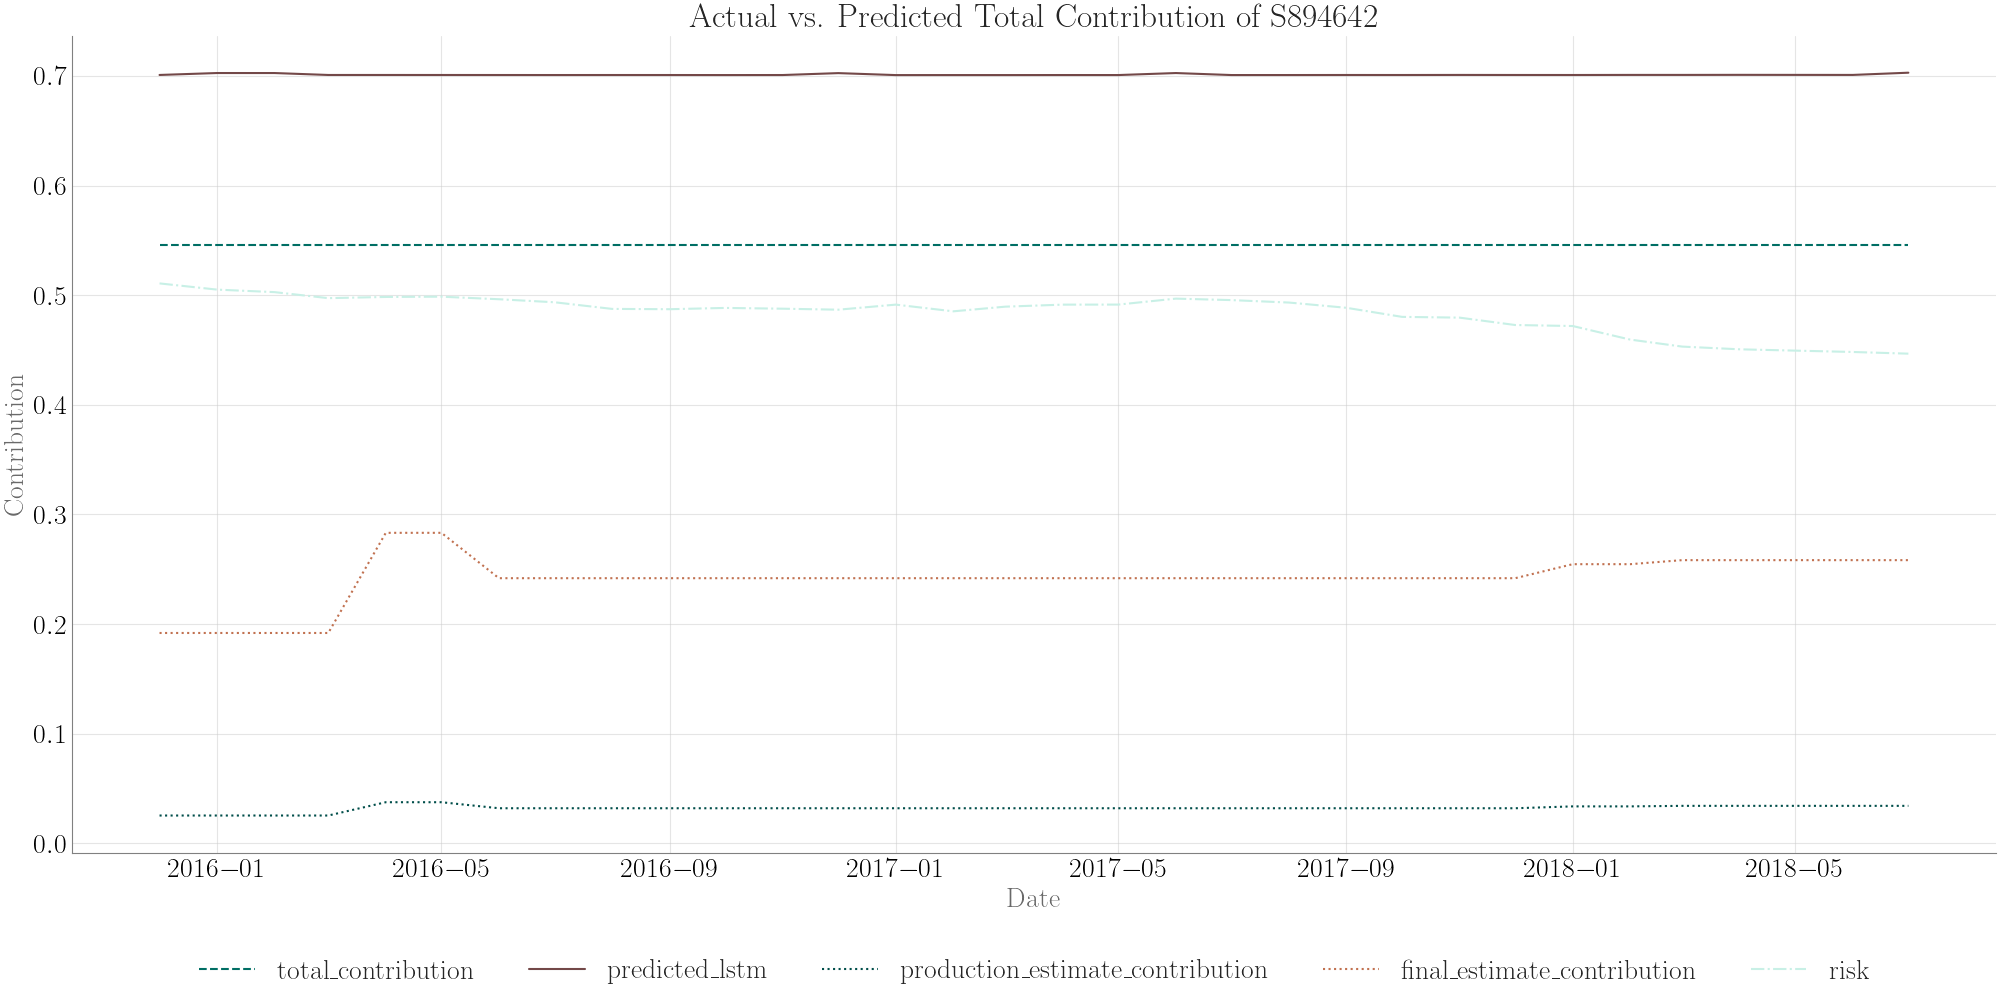 Actual vs. Predicted Total Contribution of S894642
0.7
0.6
0.5
0.4
0.3
0.2
0.1
0.0
Contribution
2016−01 2016−05 2016−09 2017−01 2017−05 2017−09 2018−01 2018−05
Date
total_contribution predicted_lstm production_estimate_contribution final_estimate_contribution risk